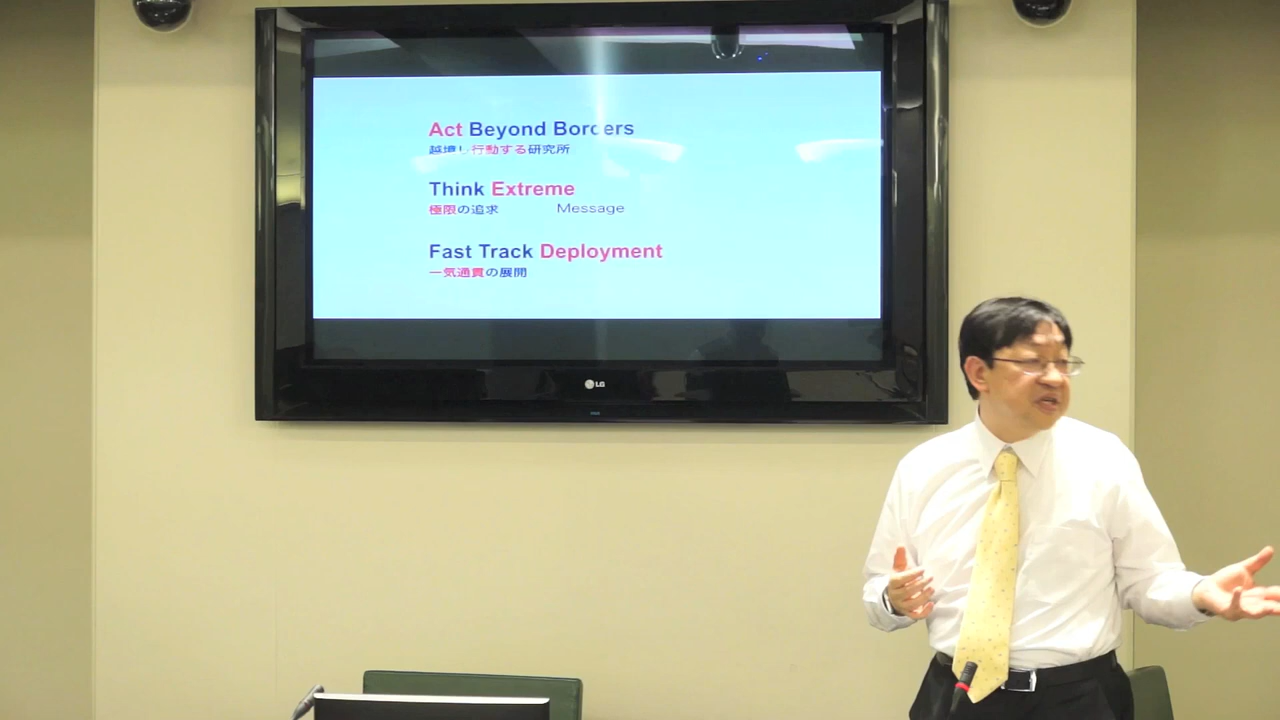 Act Beyond Borders
越境し行動する研究所
Think Extreme
極限の追求 Message
Fast Track Deployment
一気通貫の展開
LG